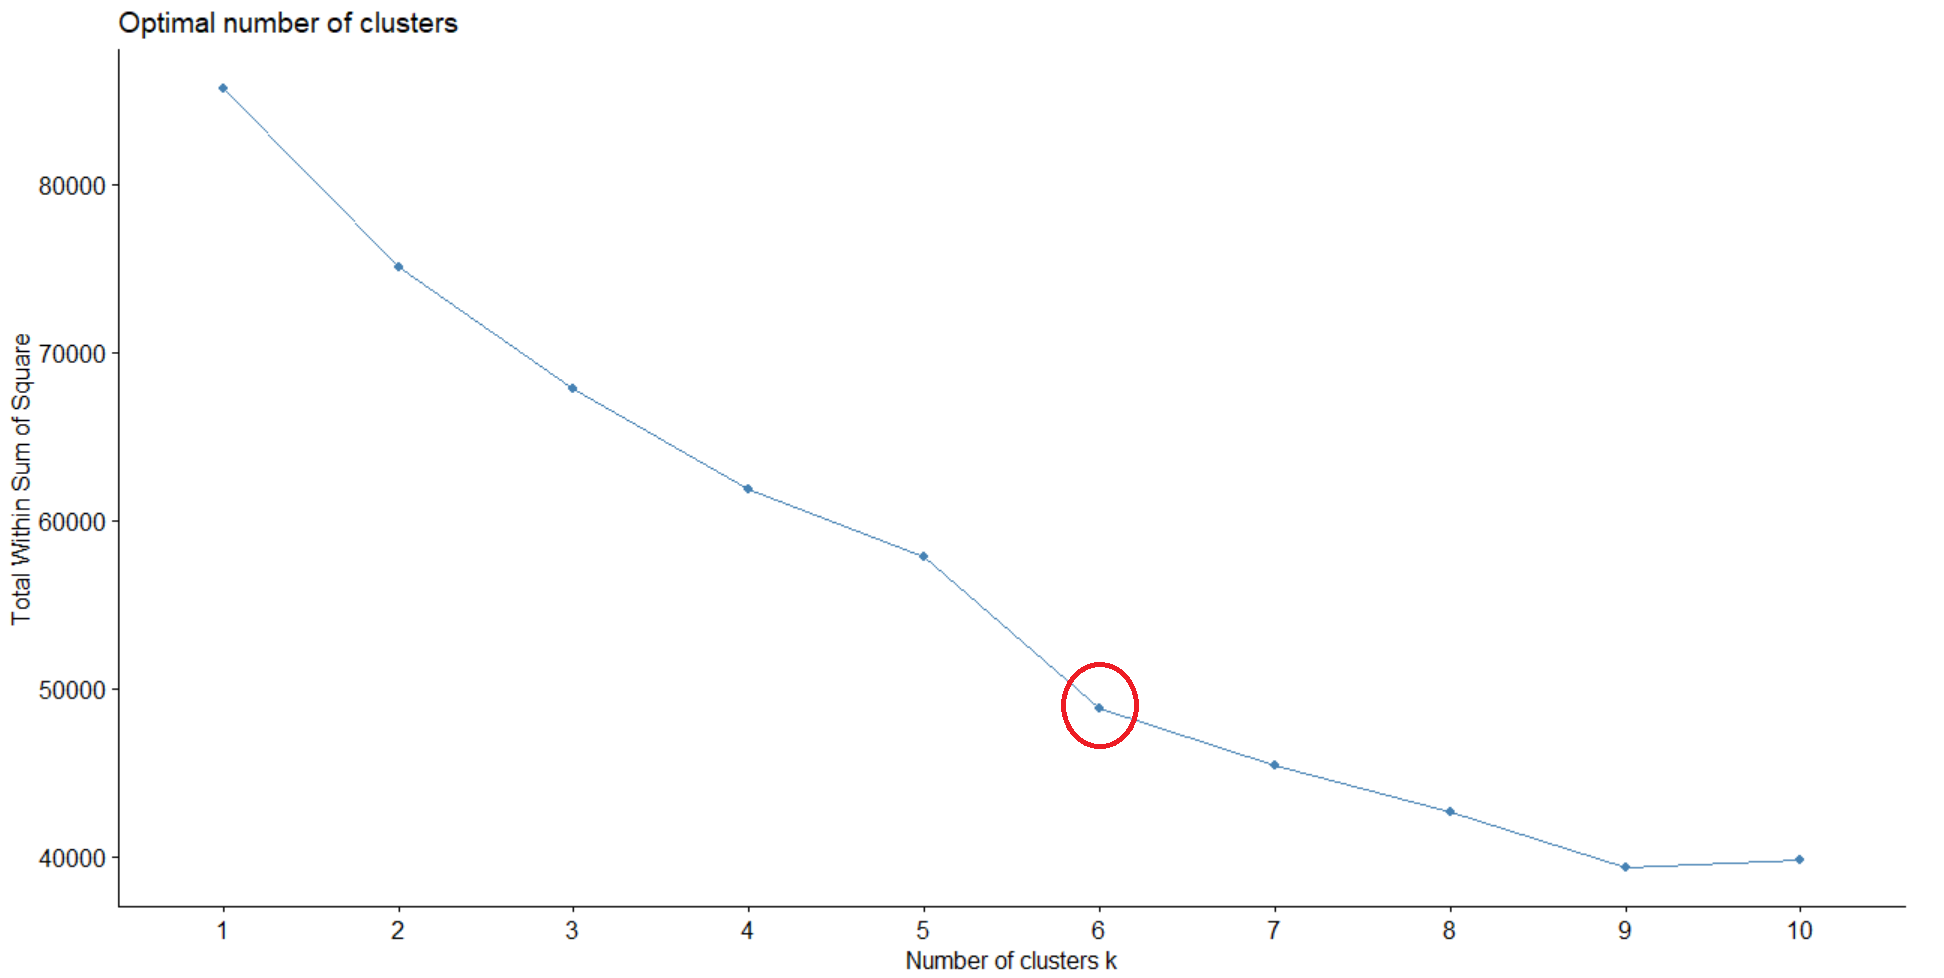 Optimal number of clusters
Total Within Sum of Square
80000
70000
60000
50000
40000
1 2 3 4 5 6 7 8 9 10
Number of clusters k